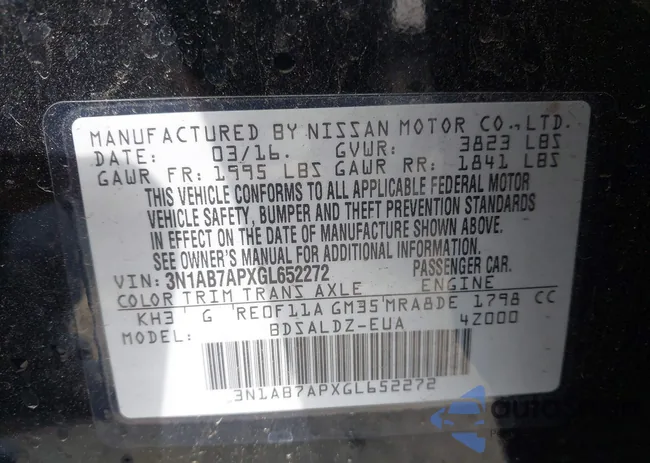 MANUFACTURED BY NISSAN MOTOR CO., LTD.
DATE: 03/16. GVWR: 3823 LBS
GAWR FR: 1995 LBS GAWR RR: 1841 LBS
THIS VEHICLE CONFORMS TO ALL APPLICABLE FEDERAL MOTOR
VEHICLE SAFETY, BUMPER AND THEFT PREVENTION STANDARDS
IN EFFECT ON THE DATE OF MANUFACTURE SHOWN ABOVE.
SEE OWNER'S MANUAL FOR ADDITIONAL INFORMATION.
VIN: 3N1AB7APXGL652272 PASSENGER CAR.
COLOR TRIM TRANS AXLE ENGINE
KH3 G RE0F11A GM35 MRA8DE 1798 CC
MODEL: BDSALDZ-EUA 4Z000
3N1AB7APXGL652272